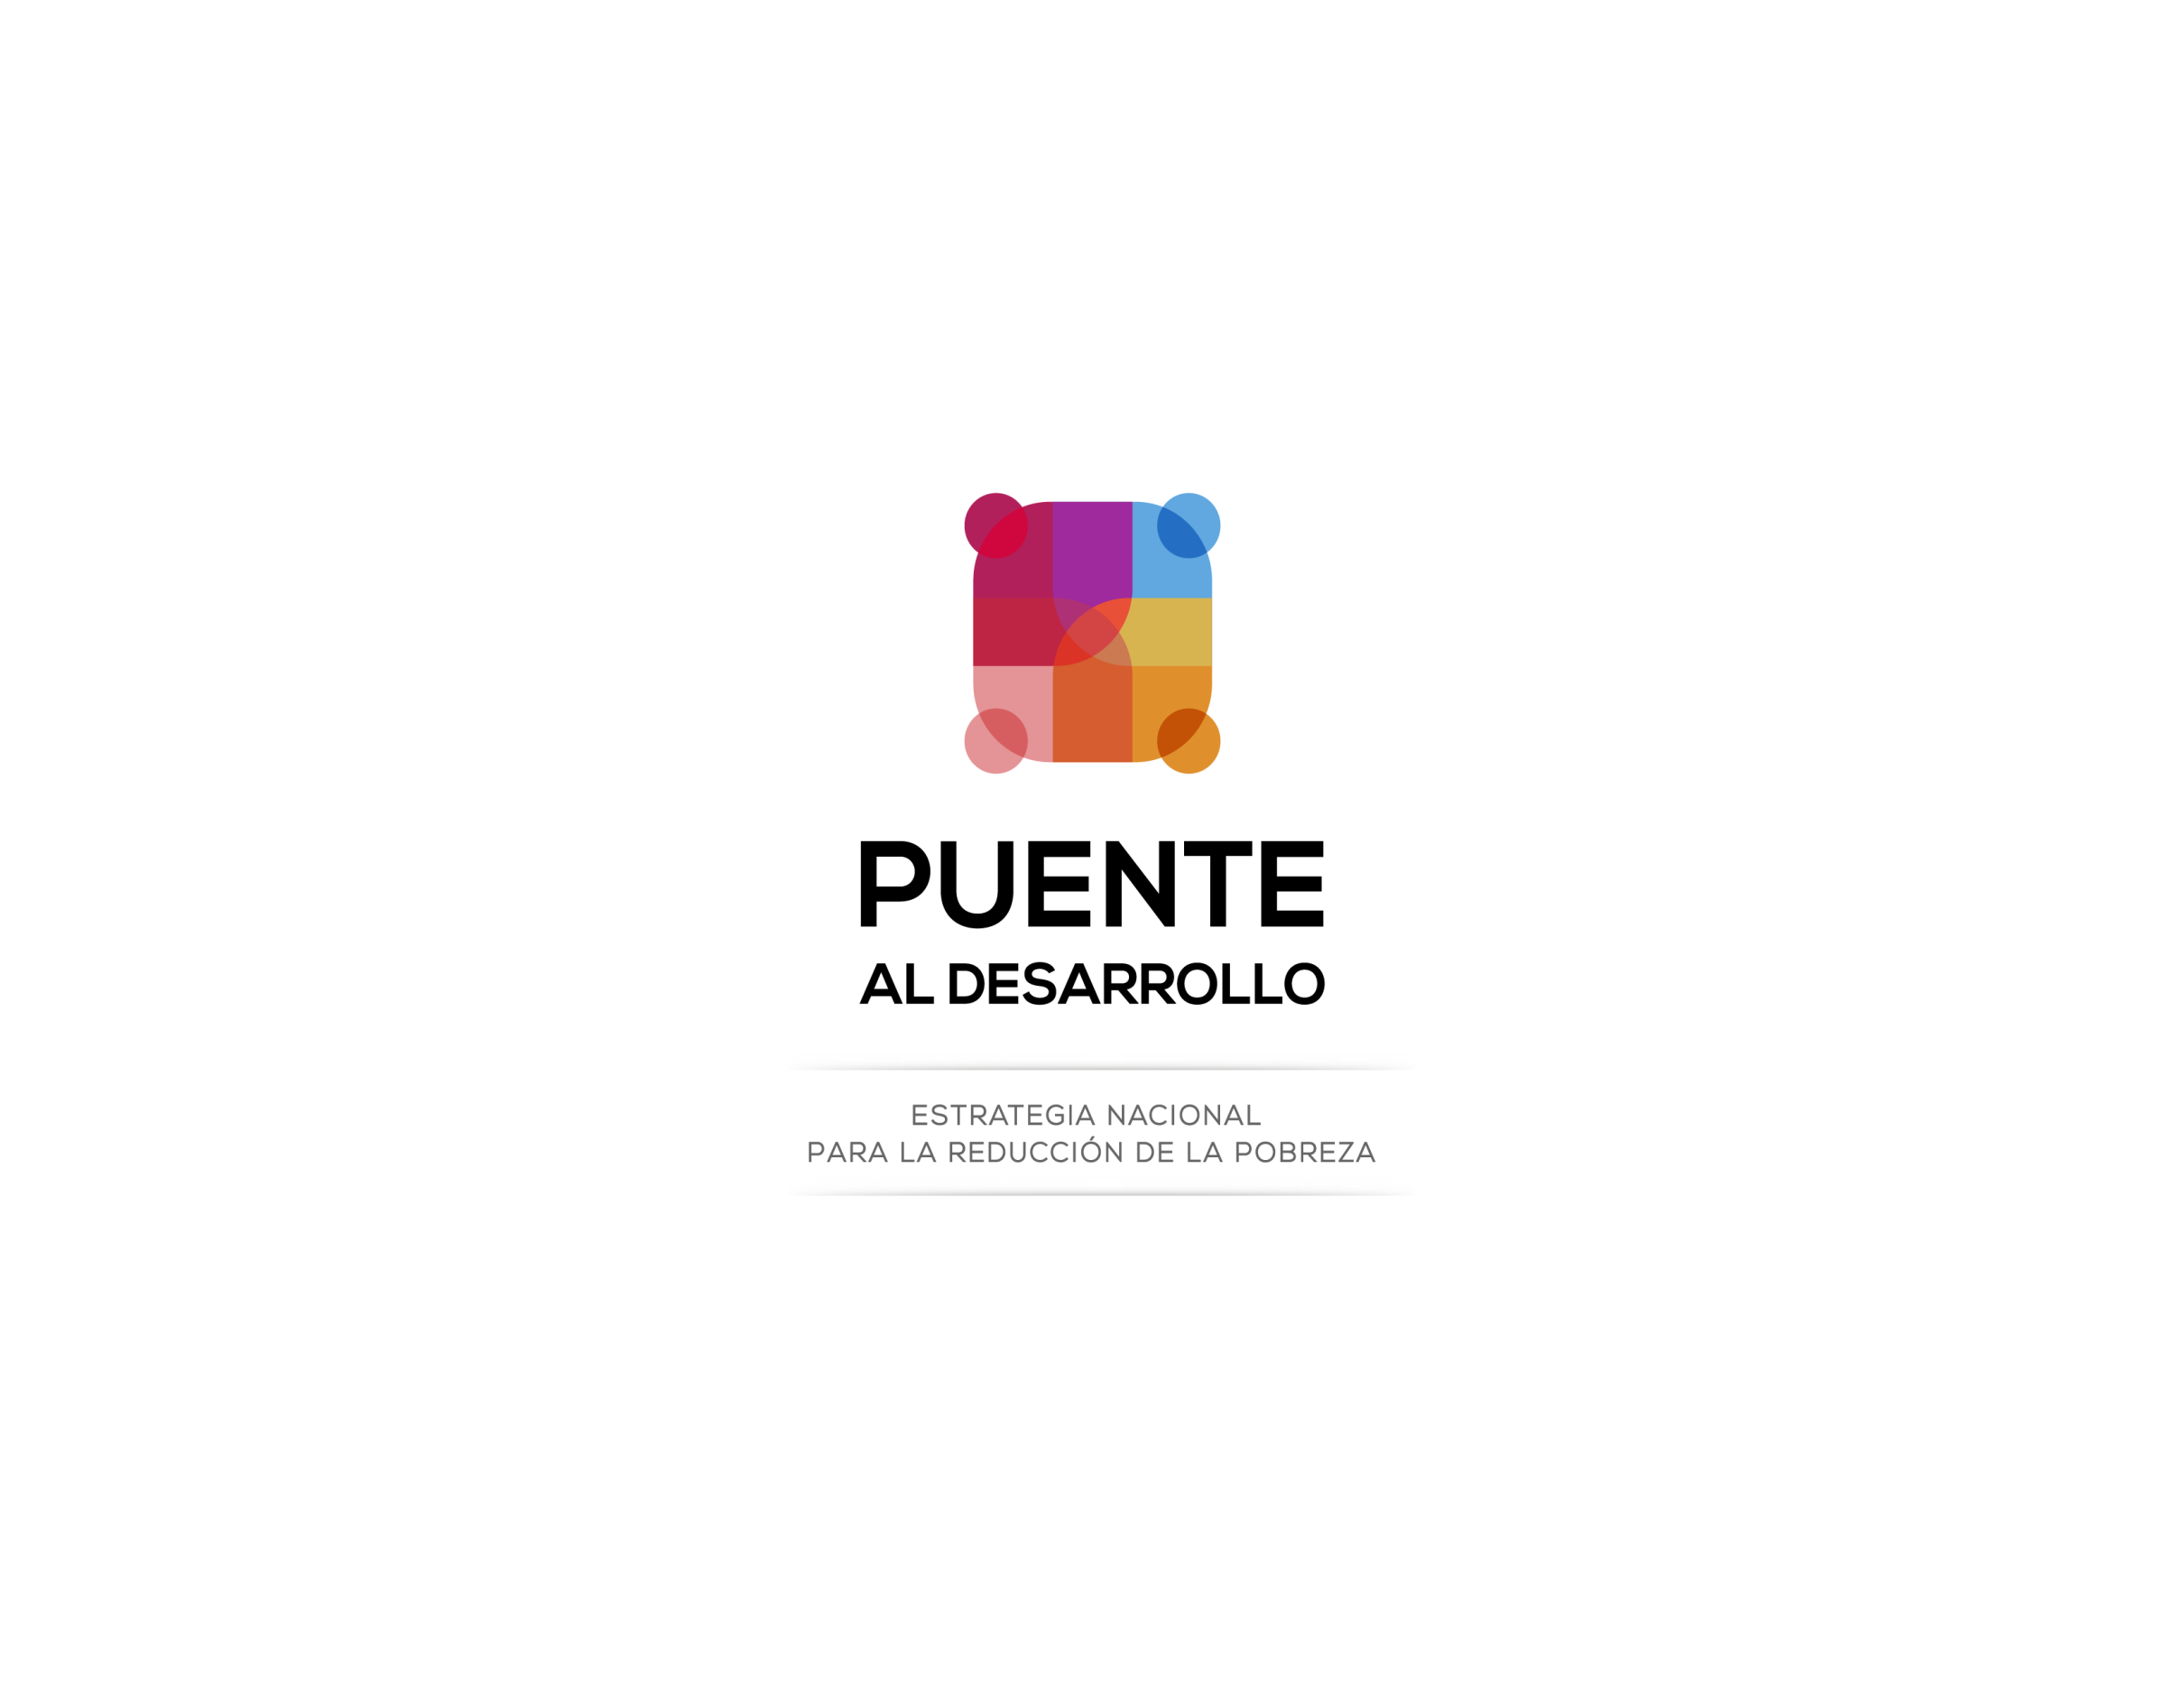 PUENTE
AL DESARROLLO
ESTRATEGIA NACIONAL
PARA LA REDUCCIÓN DE LA POBREZA